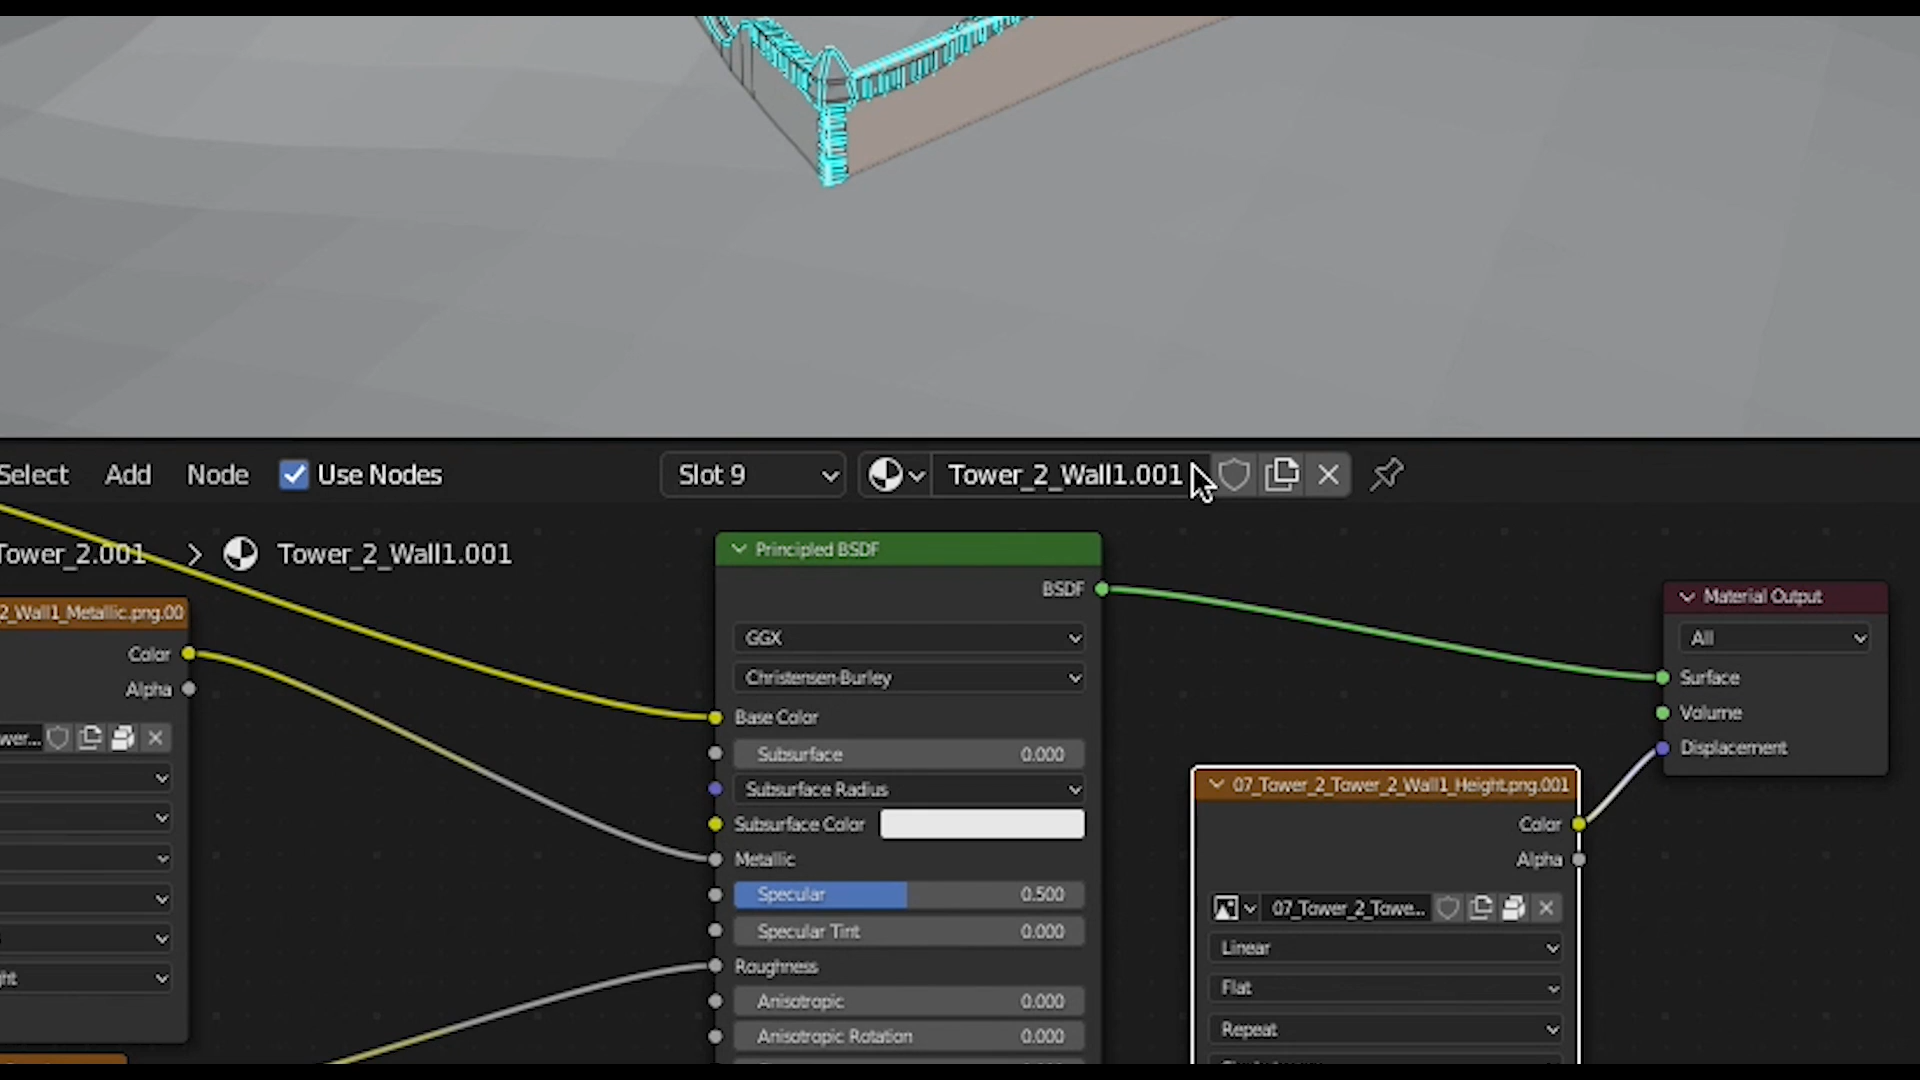 Select Add Node Use Nodes Slot 9 Tower_2_Wall1.001
Tower_2.001 > Tower_2_Wall1.001
2_Wall1_Metallic.png.00
Color
Alpha
wer...
ht
Principled BSDF
BSDF
GGX
Christensen-Burley
Base Color
Subsurface 0.000
Subsurface Radius
Subsurface Color
Metallic
Specular 0.500
Specular Tint 0.000
Roughness
Anisotropic 0.000
Anisotropic Rotation 0.000
07_Tower_2_Tower_2_Wall1_Height.png.001
Color
Alpha
07_Tower_2_Towe...
Linear
Flat
Repeat
Material Output
All
Surface
Volume
Displacement